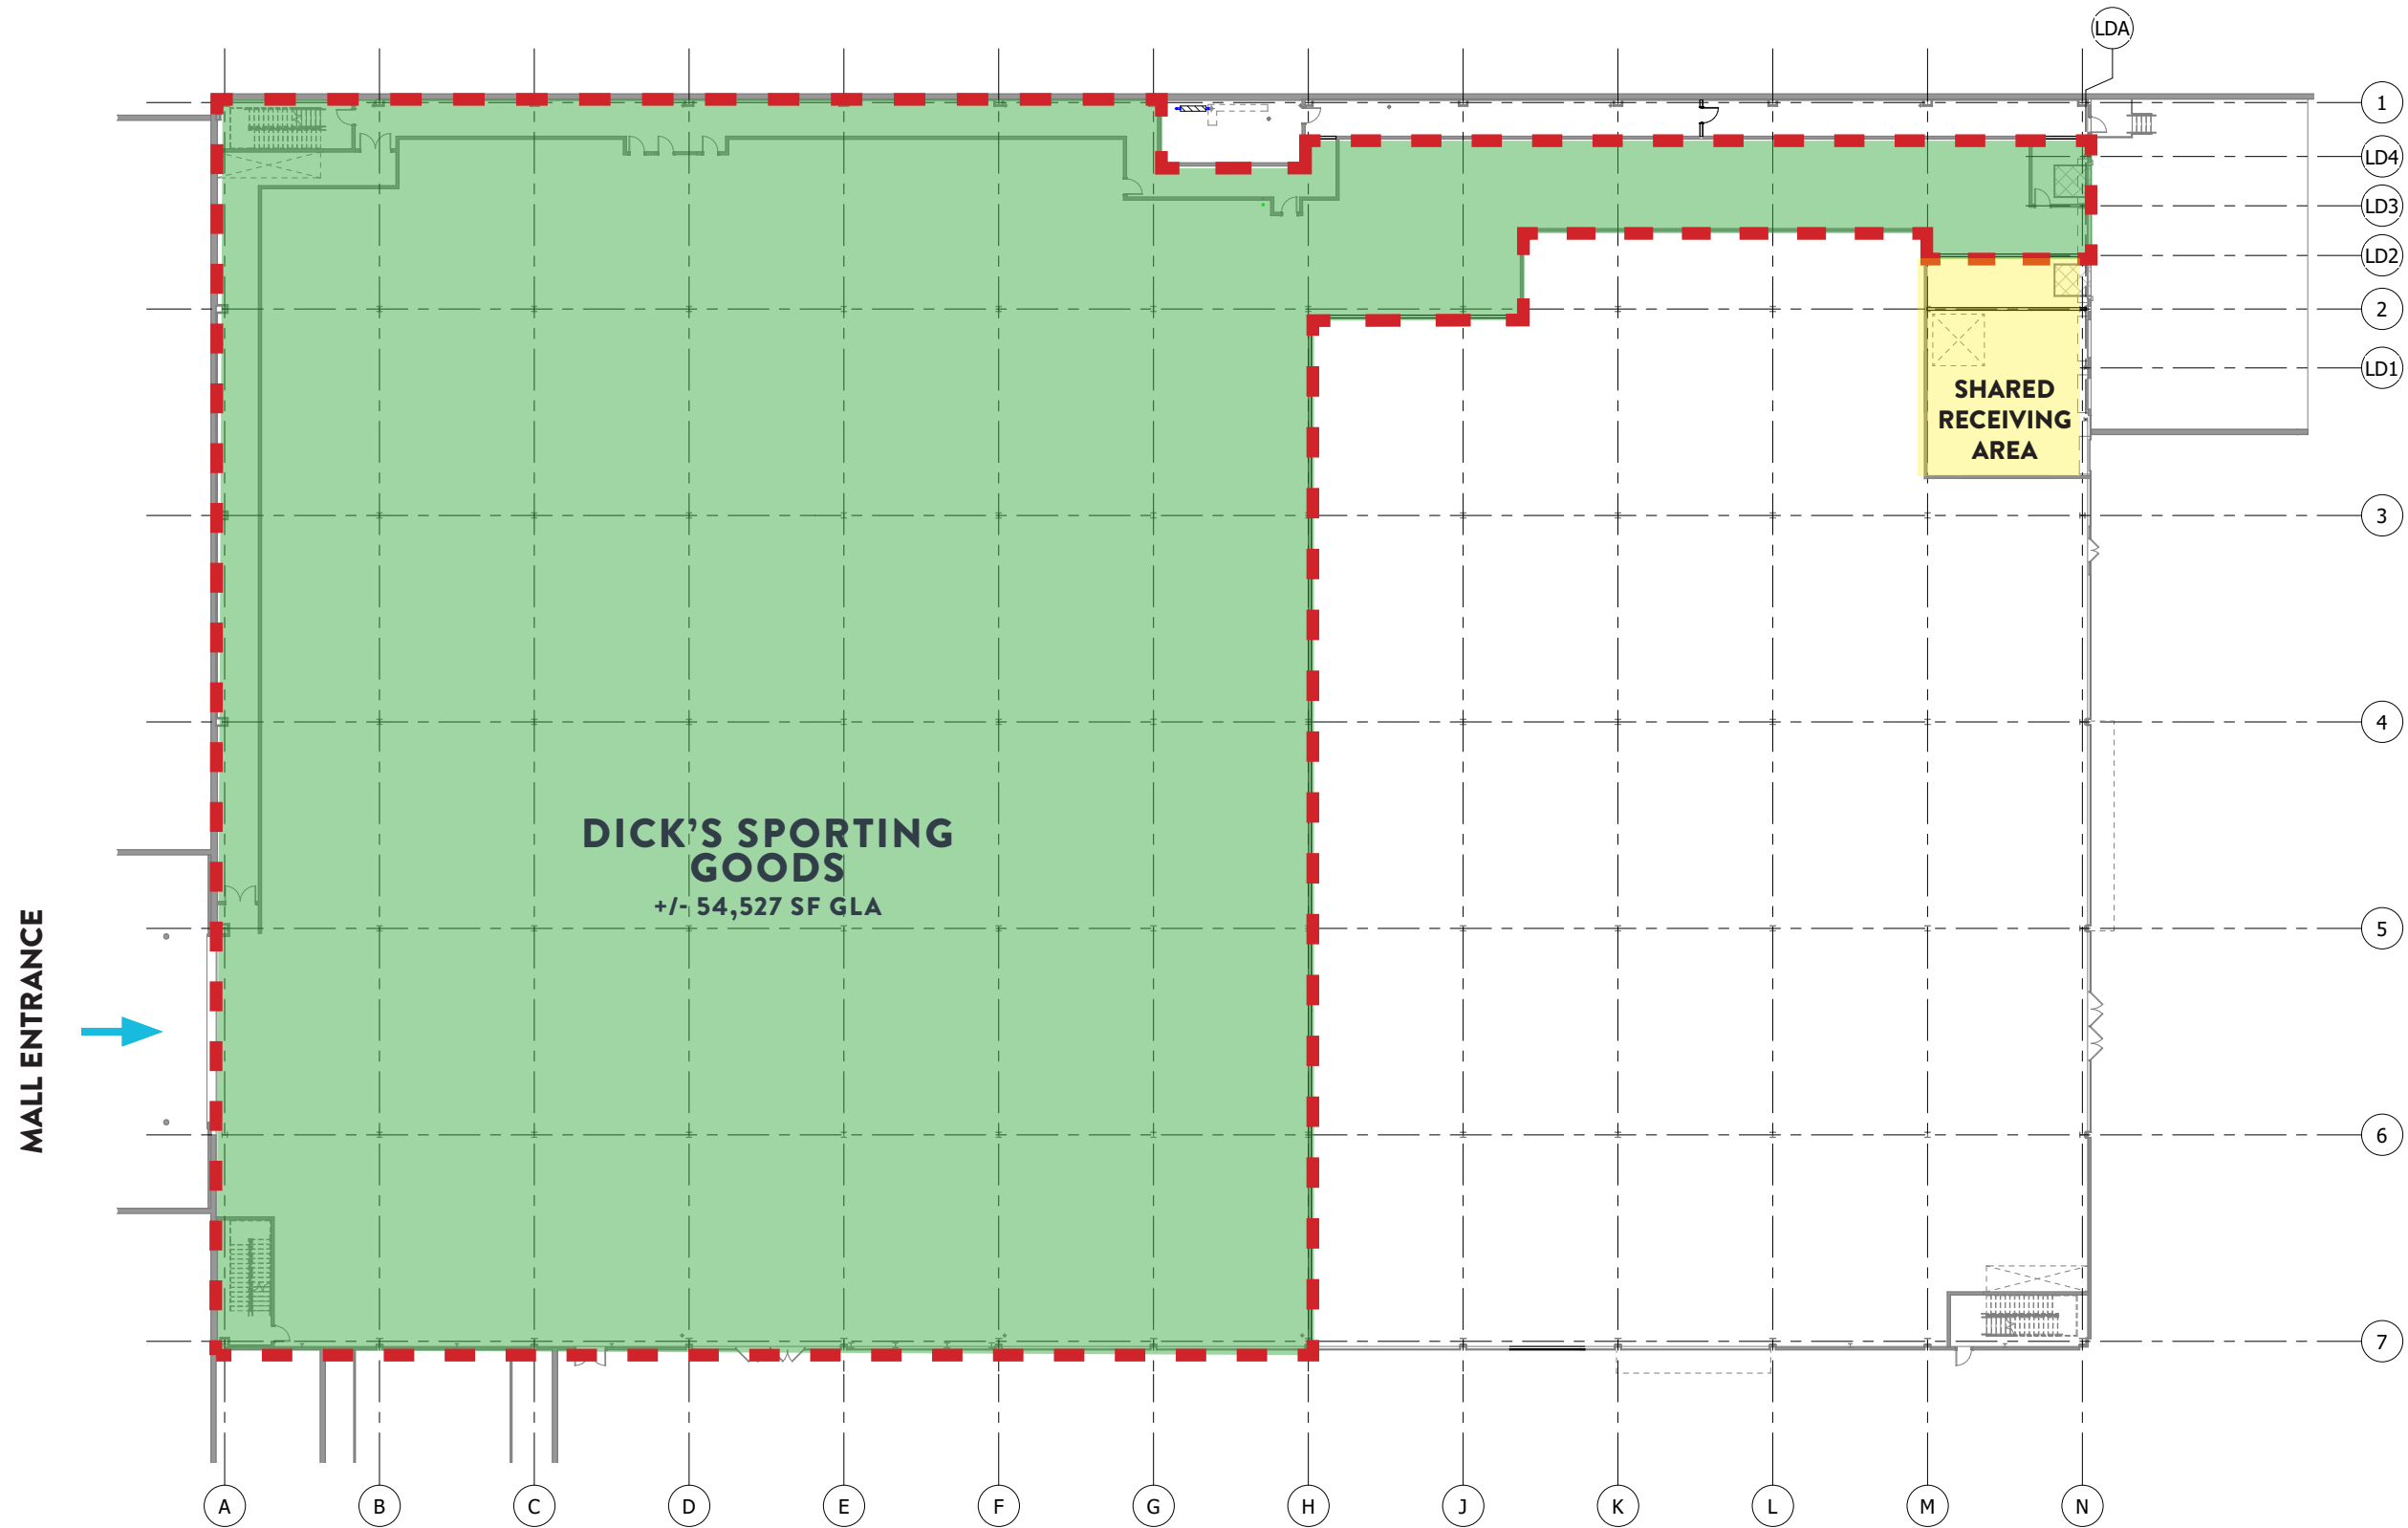 LDA
1
LD4
LD3
LD2
2
LD1
SHARED
RECEIVING
AREA
3
4
DICK'S SPORTING
GOODS
+/- 54,527 SF GLA
5
MALL ENTRANCE
6
7
A B C D E F G H J K L M N